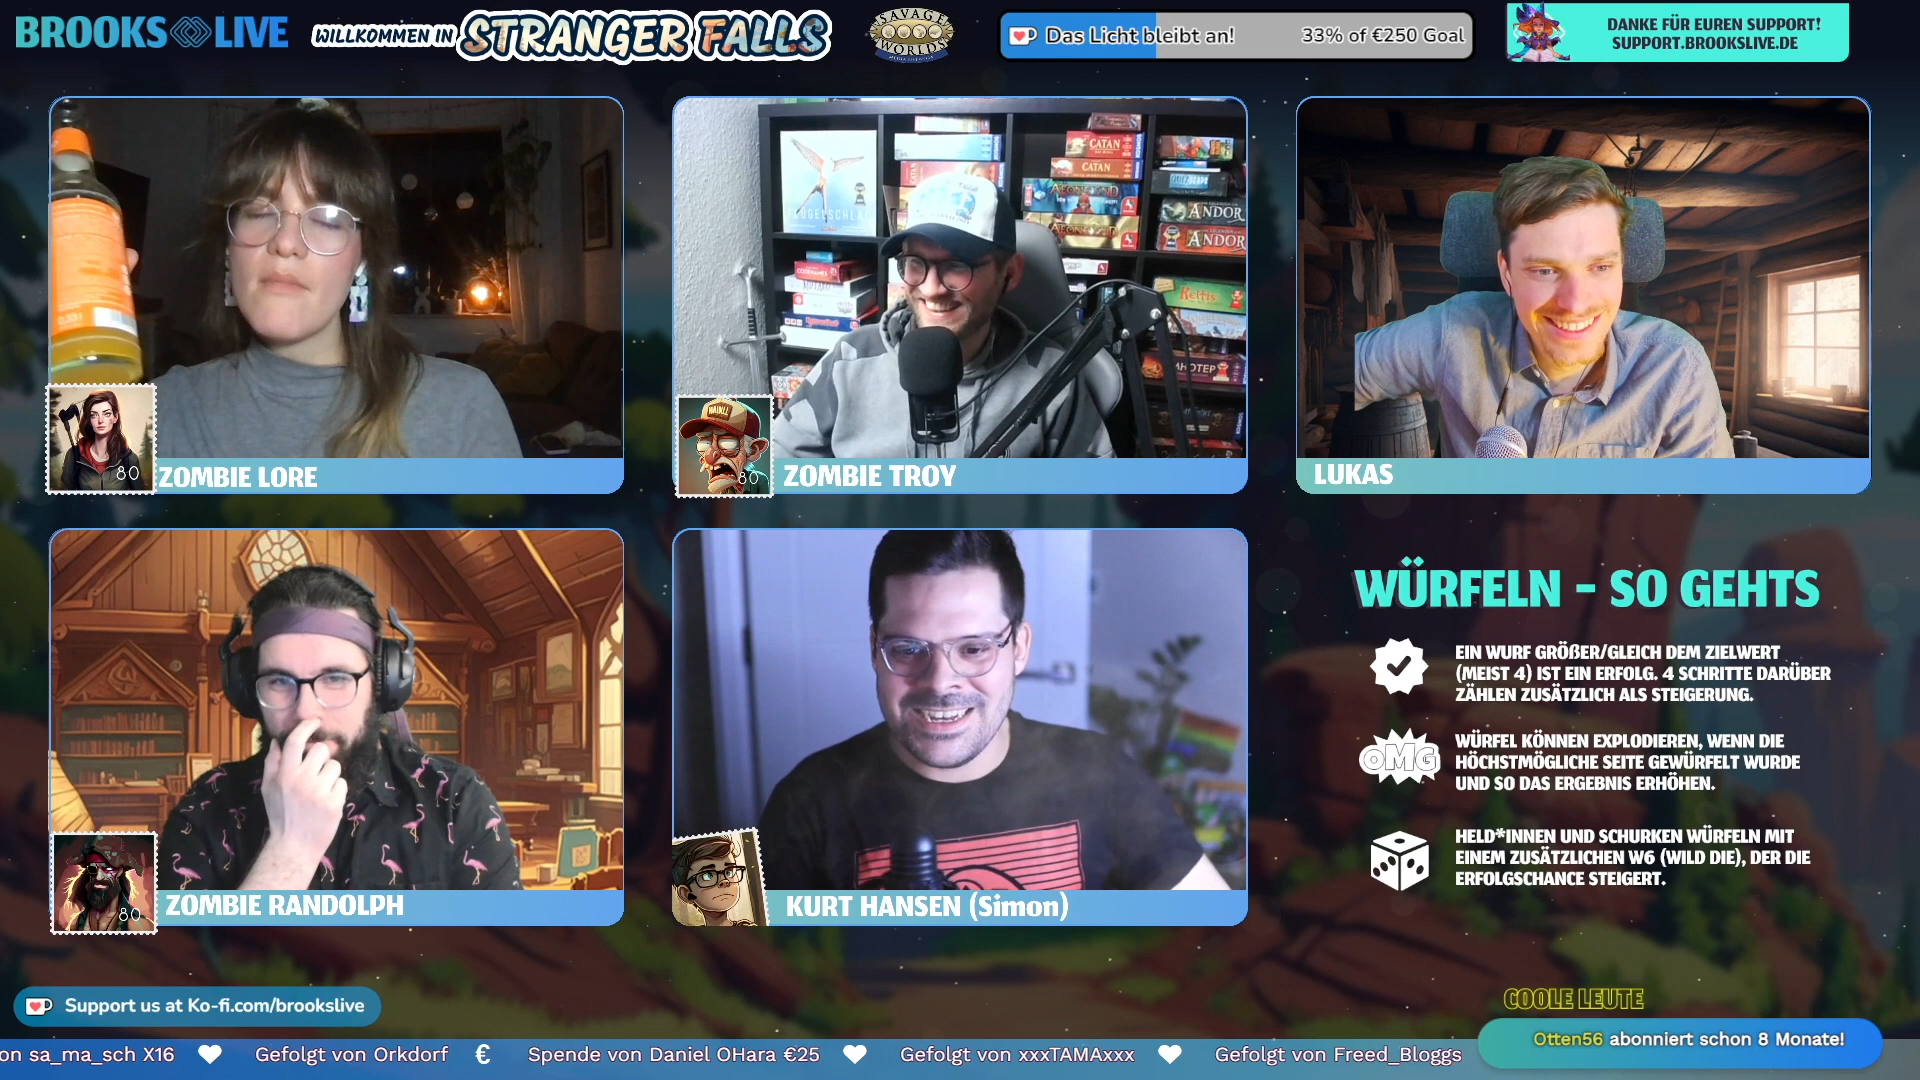 BROOKS LIVE
WILLKOMMEN IN STRANGER FALLS
SAVAGE WORLDS
Das Licht bleibt an!
33% of €250 Goal
DANKE FÜR EUREN SUPPORT!
SUPPORT.BROOKSLIVE.DE
0,33l
80
ZOMBIE LORE
FLÜGELSCHLAG
CATAN
CATAN
ANDOR
ANDOR
CODENAMES
Keltis
IMHOTEP
80
ZOMBIE TROY
LUKAS
80
ZOMBIE RANDOLPH
KURT HANSEN (Simon)
WÜRFELN - SO GEHTS
EIN WURF GRÖßER/GLEICH DEM ZIELWERT
(MEIST 4) IST EIN ERFOLG. 4 SCHRITTE DARÜBER
ZÄHLEN ZUSÄTZLICH ALS STEIGERUNG.
OMG
WÜRFEL KÖNNEN EXPLODIEREN, WENN DIE
HÖCHSTMÖGLICHE SEITE GEWÜRFELT WURDE
UND SO DAS ERGEBNIS ERHÖHEN.
HELD*INNEN UND SCHURKEN WÜRFELN MIT
EINEM ZUSÄTZLICHEN W6 (WILD DIE), DER DIE
ERFOLGSCHANCE STEIGERT.
Support us at Ko-fi.com/brookslive
COOLE LEUTE
Otten56 abonniert schon 8 Monate!
on sa_ma_sch X16 Gefolgt von Orkdorf € Spende von Daniel OHara €25 Gefolgt von xxxTAMAxxx Gefolgt von Freed_Bloggs